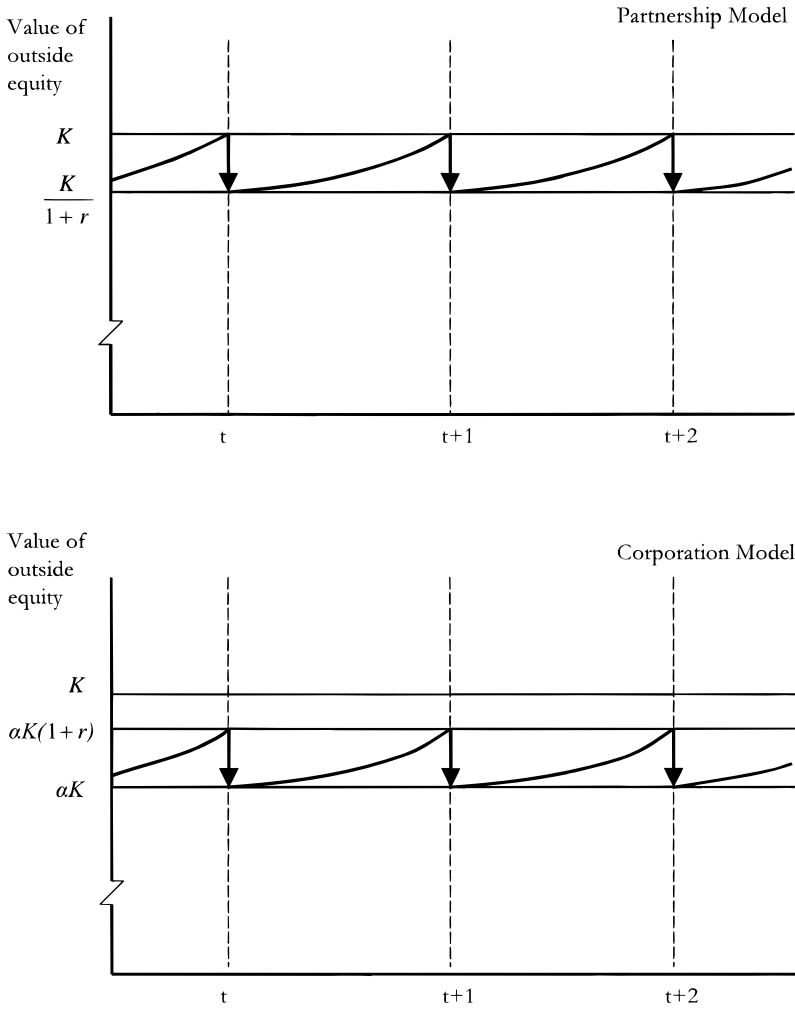 Partnership Model
Value of
outside
equity
K
K
1 + r
t
t+1
t+2
Value of
outside
equity
Corporation Model
K
αK(1+r)
αK
t
t+1
t+2